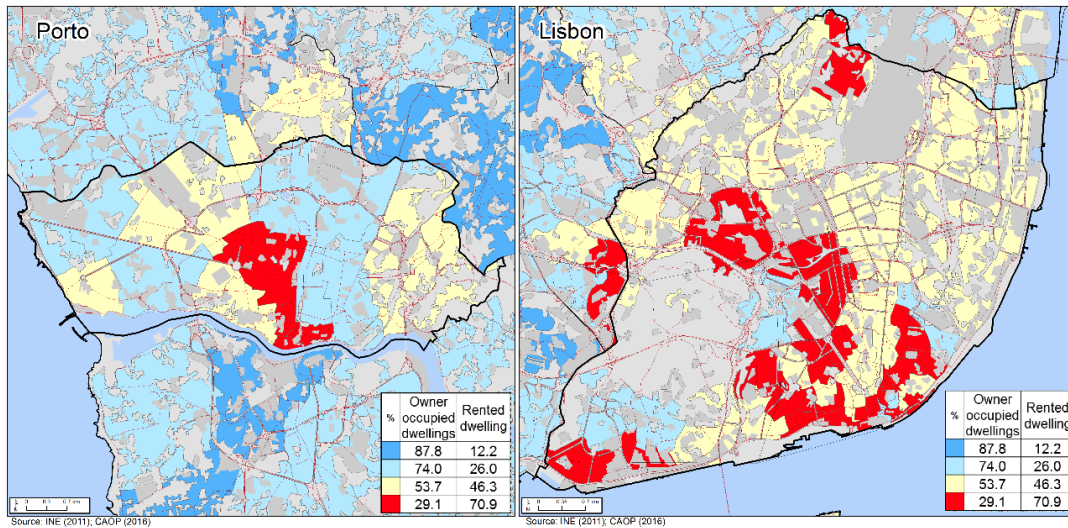 Porto
% Owner occupied dwellings Rented dwelling
87.8 12.2
74.0 26.0
53.7 46.3
29.1 70.9
Source: INE (2011); CAOP (2016)
Lisbon
% Owner occupied dwellings Rented dwelling
87.8 12.2
74.0 26.0
53.7 46.3
29.1 70.9
Source: INE (2011); CAOP (2016)